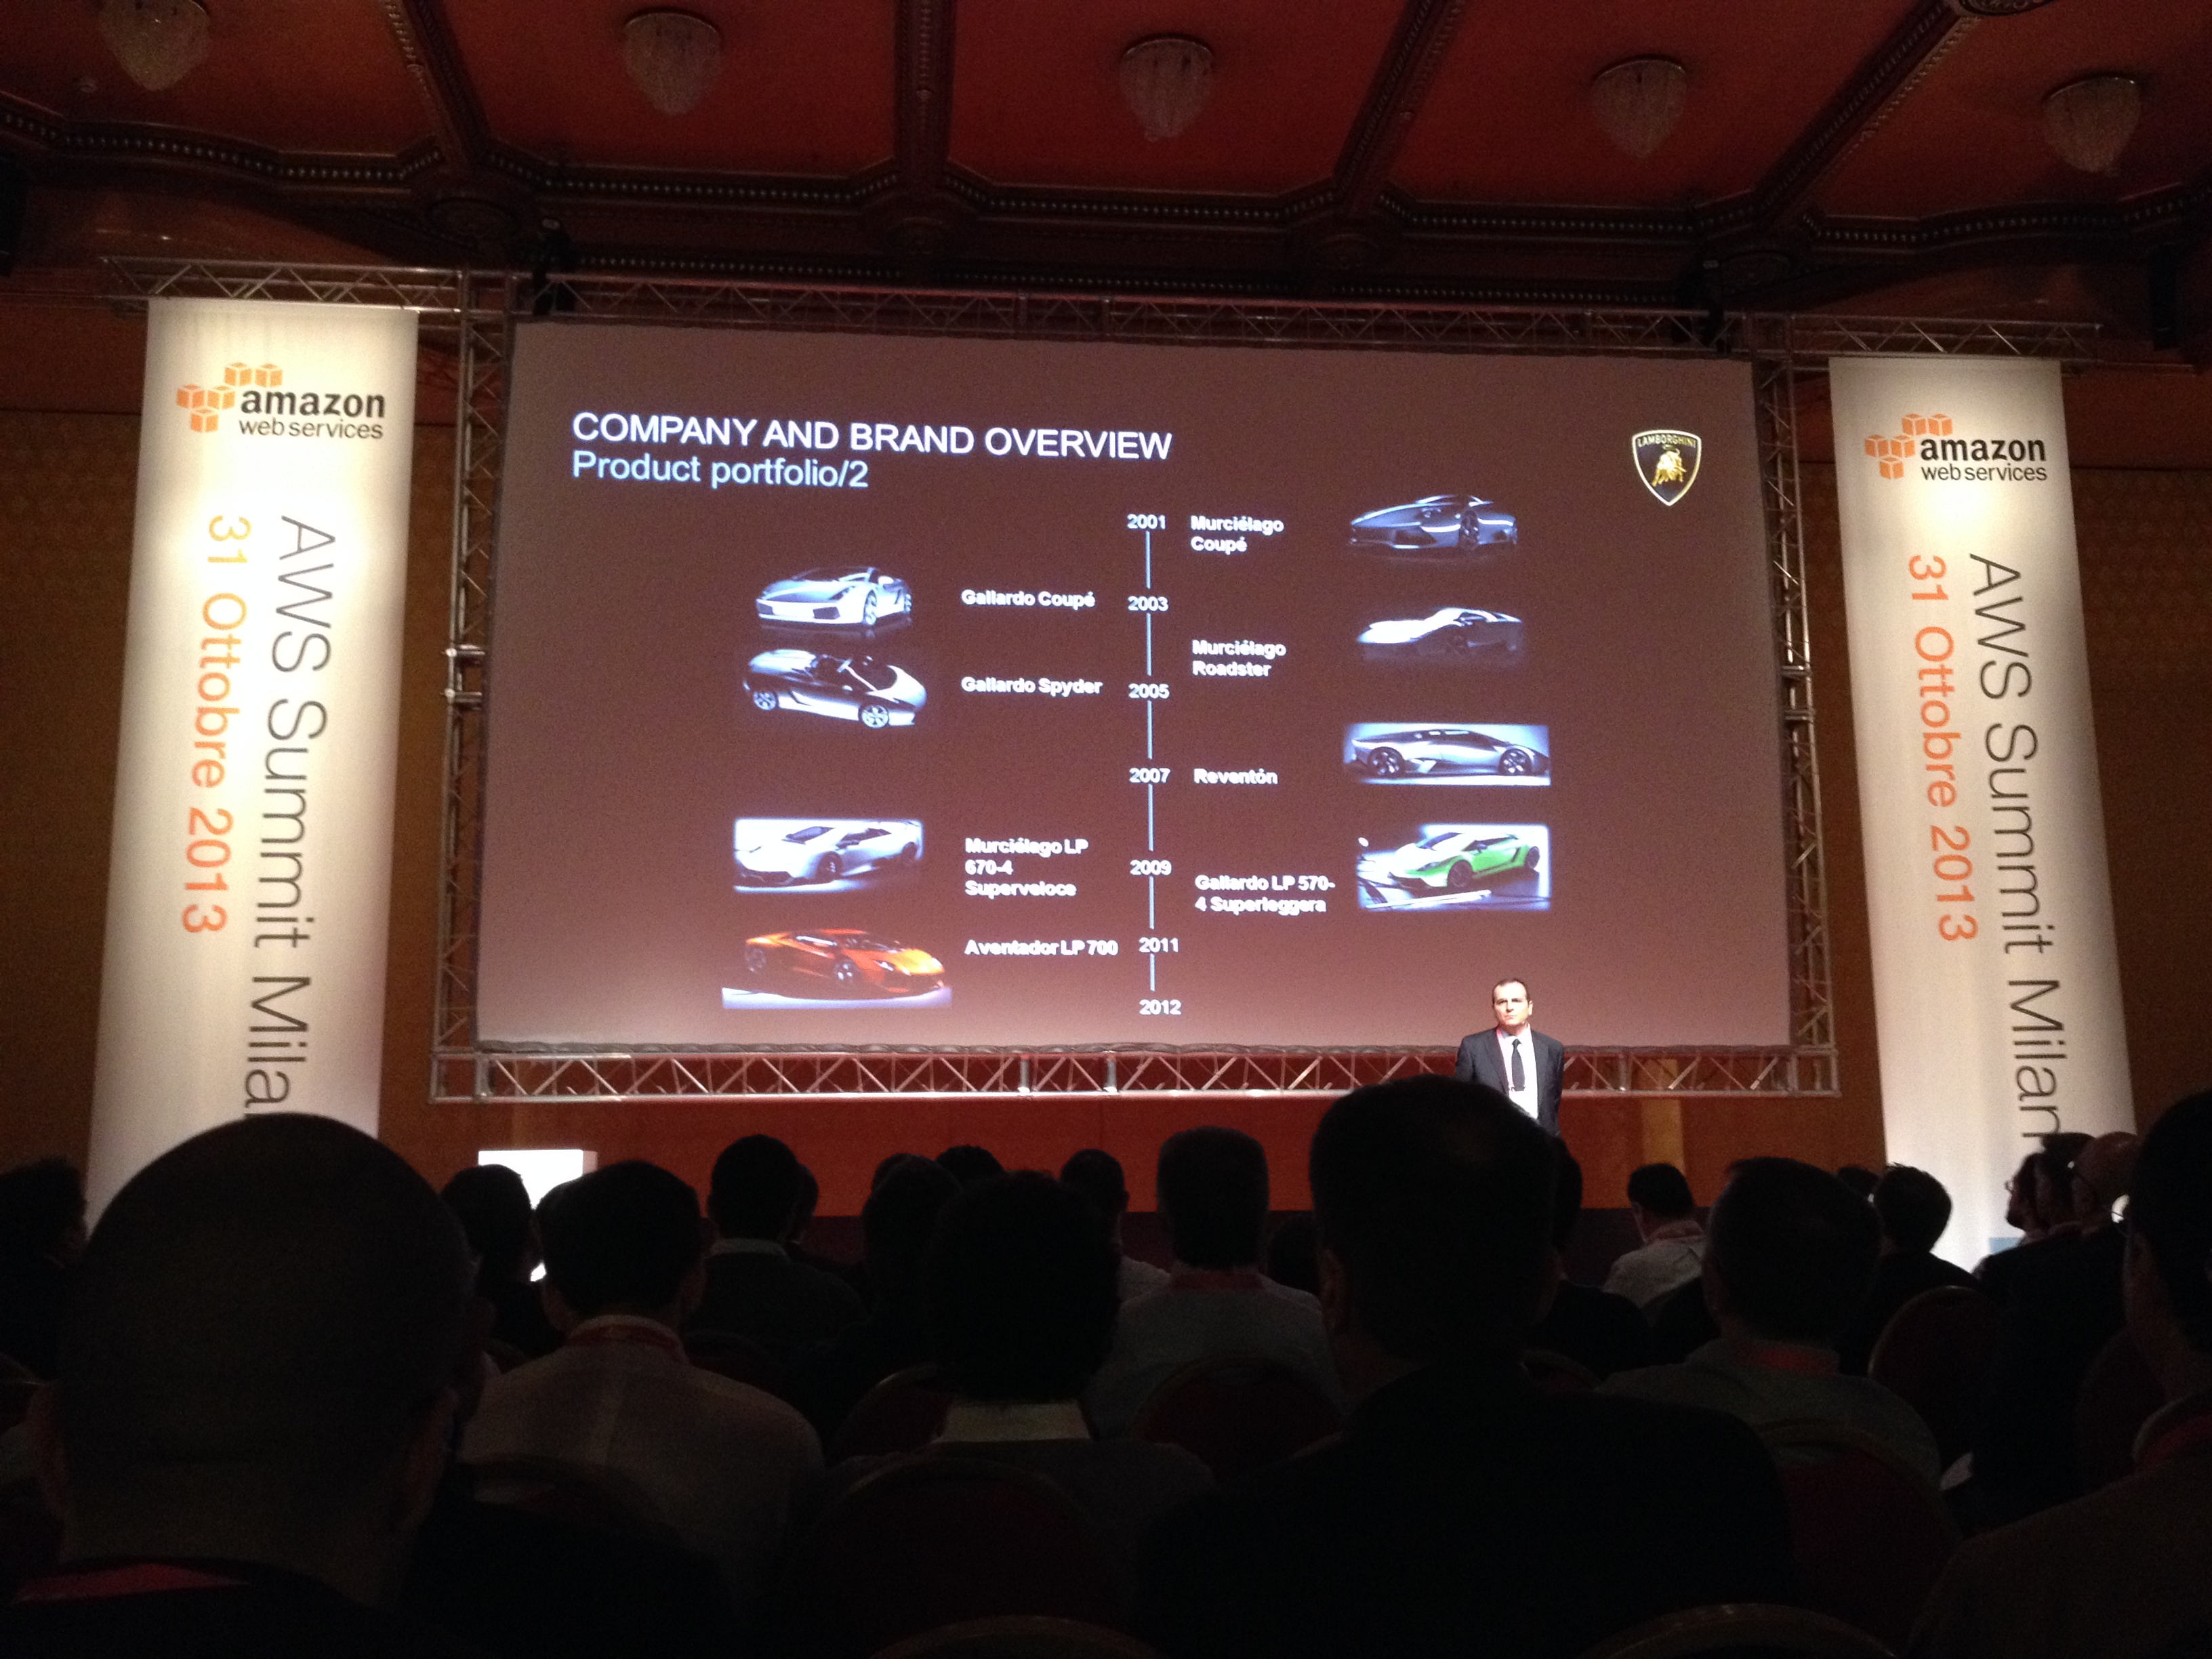 amazon
web services
AWS Summit Mila
31 Ottobre 2013
COMPANY AND BRAND OVERVIEW
Product portfolio/2
LAMBORGHINI
2001
Murciélago
Coupé
Gallardo Coupé
2003
Murciélago
Roadster
Gallardo Spyder
2005
2007
Reventón
Murciélago LP
670-4
Superveloce
2009
Gallardo LP 570-
4 Superleggera
Aventador LP 700
2011
2012
amazon
web services
AWS Summit Milan
31 Ottobre 2013